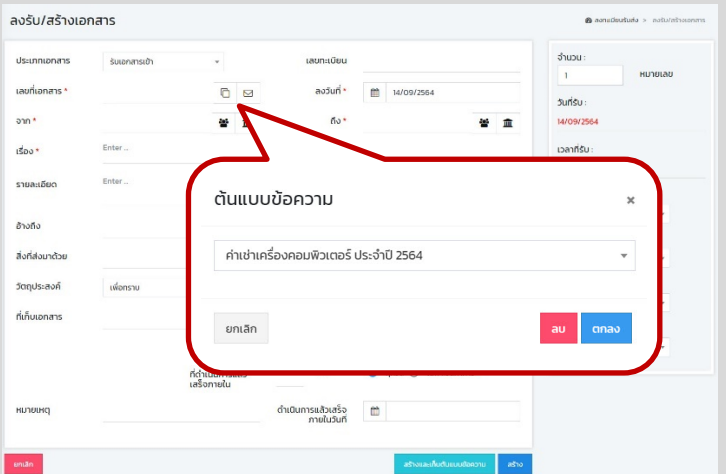 ลงรับ/สร้างเอกสาร
ลงทะเบียนรับส่ง > ลงรับ/สร้างเอกสาร
ประเภทเอกสาร รับเอกสารเข้า เลขทะเบียน
เลขที่เอกสาร * ลงวันที่ * 14/09/2564
จาก * ถึง *
เรื่อง * Enter ...
รายละเอียด Enter ...
อ้างถึง
สิ่งที่ส่งมาด้วย
วัตถุประสงค์ เพื่อทราบ
ที่เก็บเอกสาร
จำนวน :
1 หมายเลข
วันที่รับ :
14/09/2564
เวลาที่รับ :
ต้นแบบข้อความ ×
ค่าเช่าเครื่องคอมพิวเตอร์ ประจำปี 2564
ยกเลิก ลบ ตกลง
เสร็จภายใน
หมายเหตุ ดำเนินการแล้วเสร็จ
ภายในวันที่
ยกเลิก สร้างและเก็บต้นแบบข้อความ สร้าง